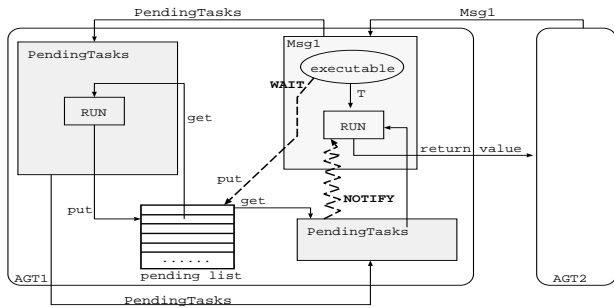 PendingTasks
Msg1
PendingTasks
Msg1
executable
WAIT
T
RUN
get
RUN
return value
put
NOTIFY
put
get
PendingTasks
......
pending list
AGT1
AGT2
PendingTasks